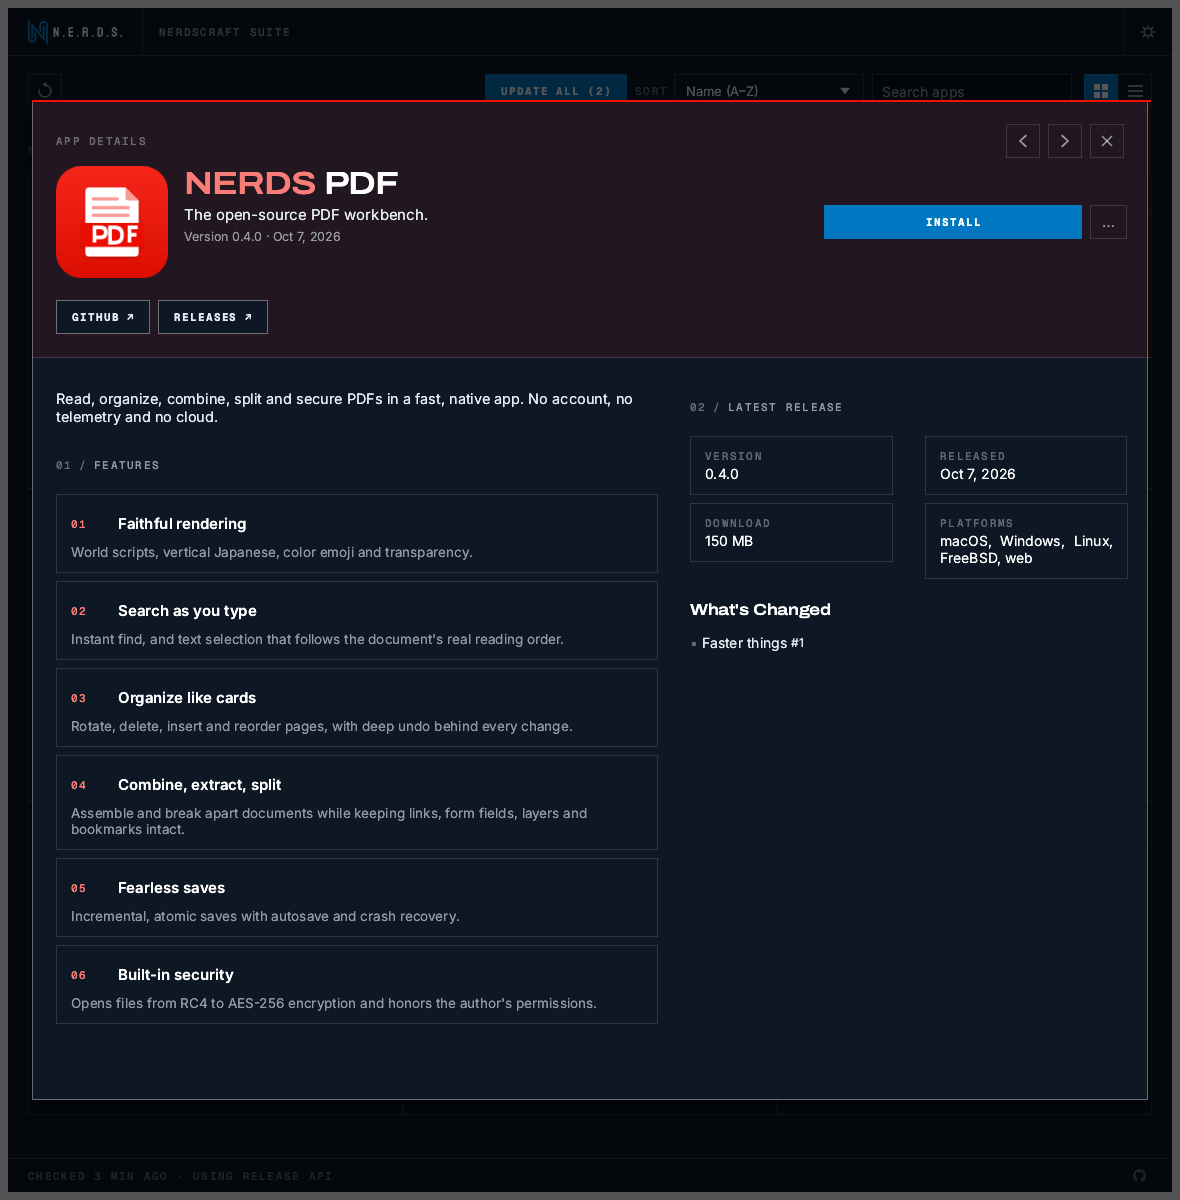 N.E.R.D.S.
NERDSCRAFT SUITE
UPDATE ALL (2)
SORT
Name (A–Z)
Search apps
APP DETAILS
PDF
NERDS PDF
The open-source PDF workbench.
Version 0.4.0 · Oct 7, 2026
INSTALL
...
GITHUB ↗
RELEASES ↗
Read, organize, combine, split and secure PDFs in a fast, native app. No account, no
telemetry and no cloud.
01 / FEATURES
01 Faithful rendering
World scripts, vertical Japanese, color emoji and transparency.
02 Search as you type
Instant find, and text selection that follows the document's real reading order.
03 Organize like cards
Rotate, delete, insert and reorder pages, with deep undo behind every change.
04 Combine, extract, split
Assemble and break apart documents while keeping links, form fields, layers and
bookmarks intact.
05 Fearless saves
Incremental, atomic saves with autosave and crash recovery.
06 Built-in security
Opens files from RC4 to AES-256 encryption and honors the author's permissions.
02 / LATEST RELEASE
VERSION
0.4.0
RELEASED
Oct 7, 2026
DOWNLOAD
150 MB
PLATFORMS
macOS, Windows, Linux,
FreeBSD, web
What's Changed
• Faster things #1
CHECKED 3 MIN AGO · USING RELEASE API